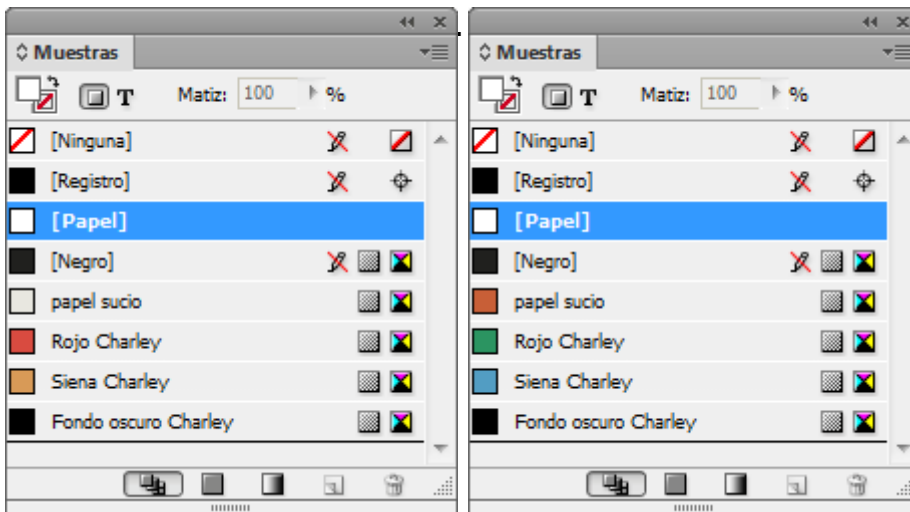 Muestras
T Matiz: 100 %
[Ninguna]
[Registro]
[Papel]
[Negro]
papel sucio
Rojo Charley
Siena Charley
Fondo oscuro Charley
Muestras
T Matiz: 100 %
[Ninguna]
[Registro]
[Papel]
[Negro]
papel sucio
Rojo Charley
Siena Charley
Fondo oscuro Charley